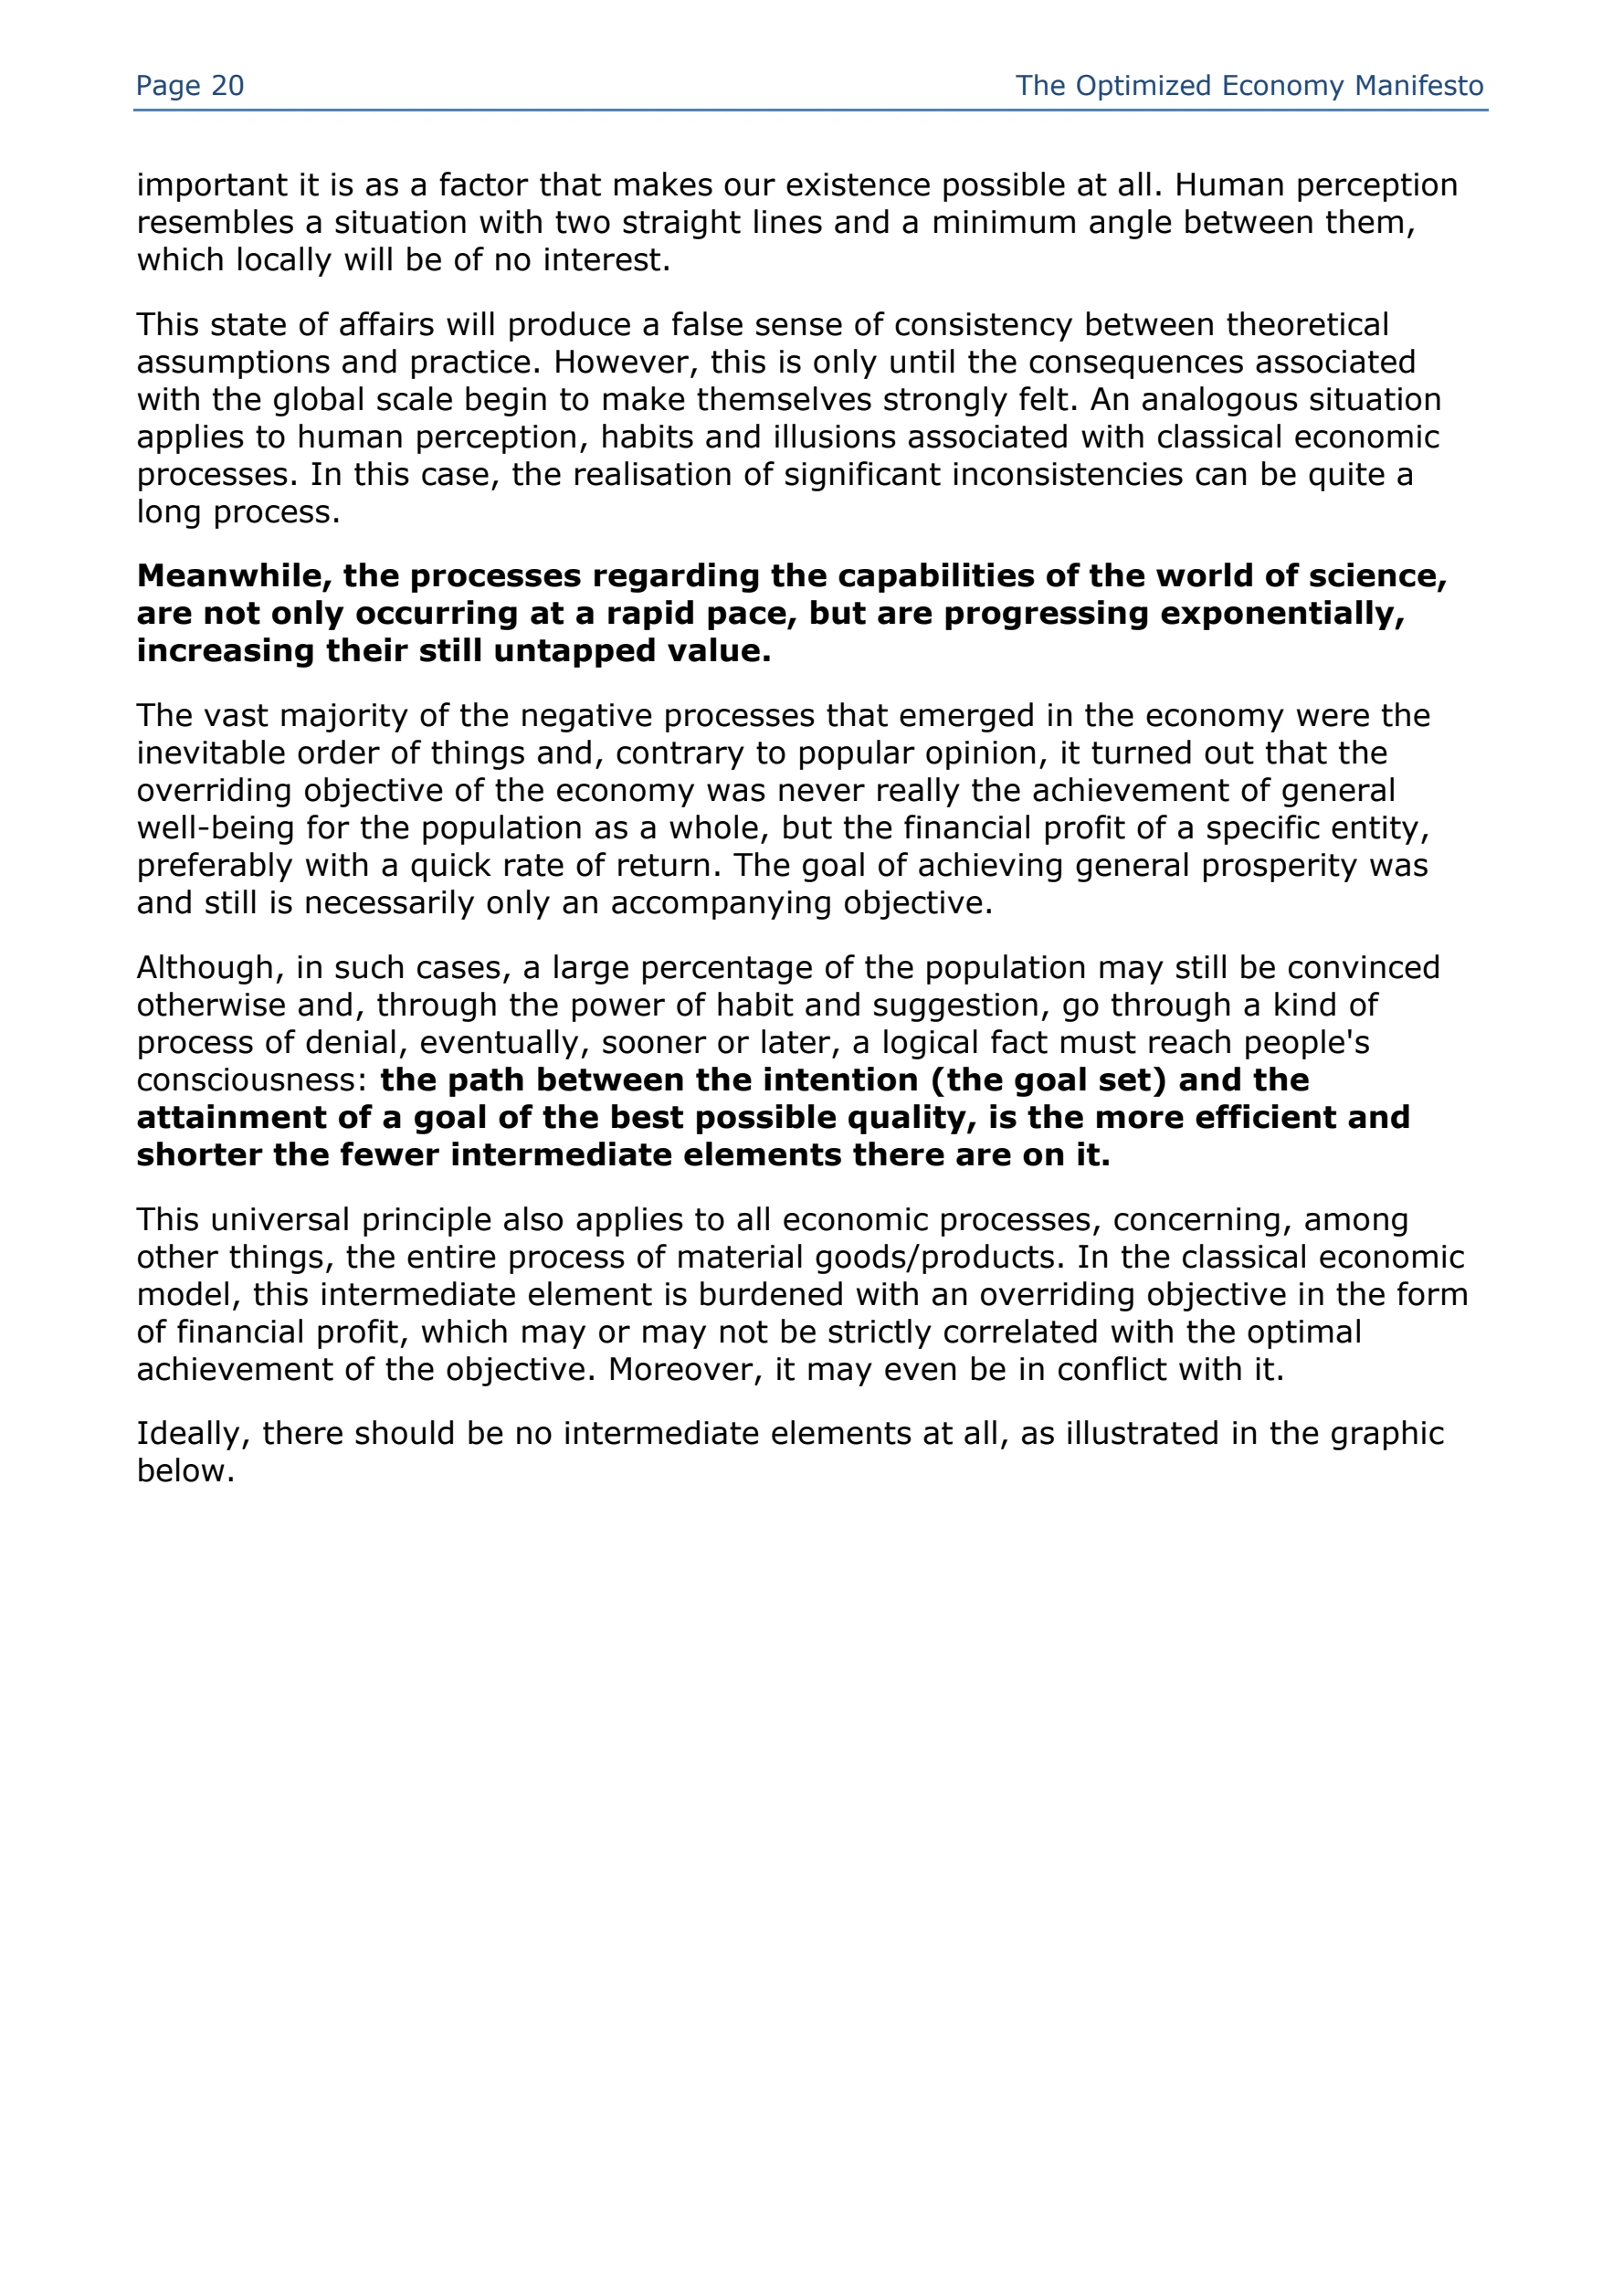 Page 20 The Optimized Economy Manifesto
important it is as a factor that makes our existence possible at all. Human perception
resembles a situation with two straight lines and a minimum angle between them,
which locally will be of no interest.
This state of affairs will produce a false sense of consistency between theoretical
assumptions and practice. However, this is only until the consequences associated
with the global scale begin to make themselves strongly felt. An analogous situation
applies to human perception, habits and illusions associated with classical economic
processes. In this case, the realisation of significant inconsistencies can be quite a
long process.
Meanwhile, the processes regarding the capabilities of the world of science,
are not only occurring at a rapid pace, but are progressing exponentially,
increasing their still untapped value.
The vast majority of the negative processes that emerged in the economy were the
inevitable order of things and, contrary to popular opinion, it turned out that the
overriding objective of the economy was never really the achievement of general
well-being for the population as a whole, but the financial profit of a specific entity,
preferably with a quick rate of return. The goal of achieving general prosperity was
and still is necessarily only an accompanying objective.
Although, in such cases, a large percentage of the population may still be convinced
otherwise and, through the power of habit and suggestion, go through a kind of
process of denial, eventually, sooner or later, a logical fact must reach people's
consciousness: the path between the intention (the goal set) and the
attainment of a goal of the best possible quality, is the more efficient and
shorter the fewer intermediate elements there are on it.
This universal principle also applies to all economic processes, concerning, among
other things, the entire process of material goods/products. In the classical economic
model, this intermediate element is burdened with an overriding objective in the form
of financial profit, which may or may not be strictly correlated with the optimal
achievement of the objective. Moreover, it may even be in conflict with it.
Ideally, there should be no intermediate elements at all, as illustrated in the graphic
below.